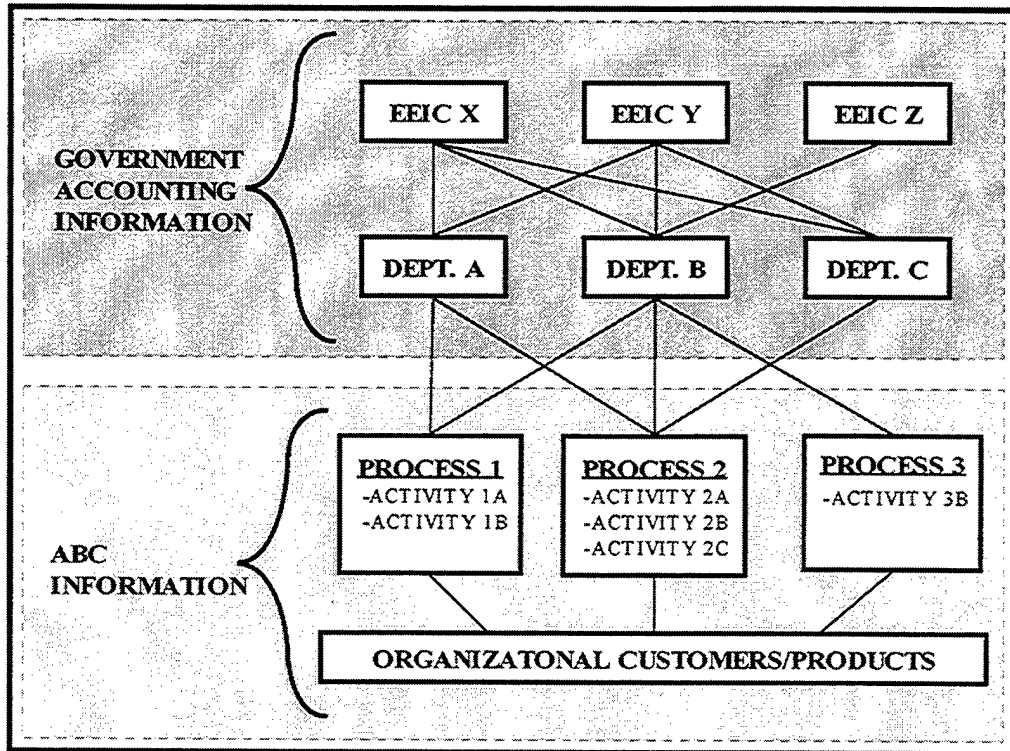 EEIC X
EEIC Y
EEIC Z
GOVERNMENT
ACCOUNTING
INFORMATION
DEPT. A
DEPT. B
DEPT. C
PROCESS 1
-ACTIVITY 1A
-ACTIVITY 1B
PROCESS 2
-ACTIVITY 2A
-ACTIVITY 2B
-ACTIVITY 2C
PROCESS 3
-ACTIVITY 3B
ABC
INFORMATION
ORGANIZATONAL CUSTOMERS/PRODUCTS